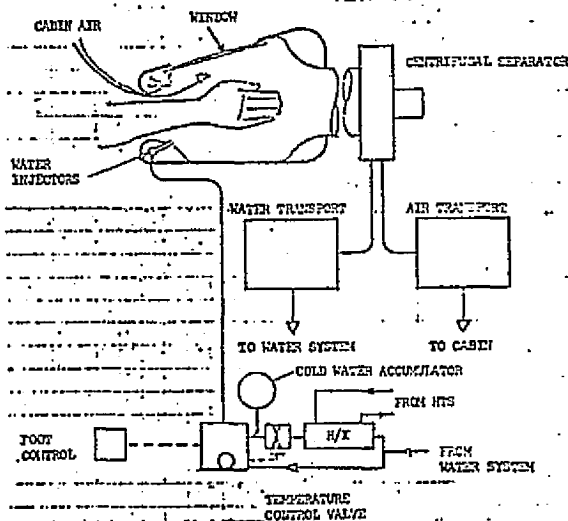 CABIN AIR
WINDOW
CENTRIFUGAL SEPARATOR
WATER
INJECTORS
WATER TRANSPORT
AIR TRANSPORT
TO WATER SYSTEM
TO CABIN
COLD WATER ACCUMULATOR
FROM HTS
H/X
FOOT
CONTROL
FROM
WATER SYSTEM
TEMPERATURE
CONTROL VALVE